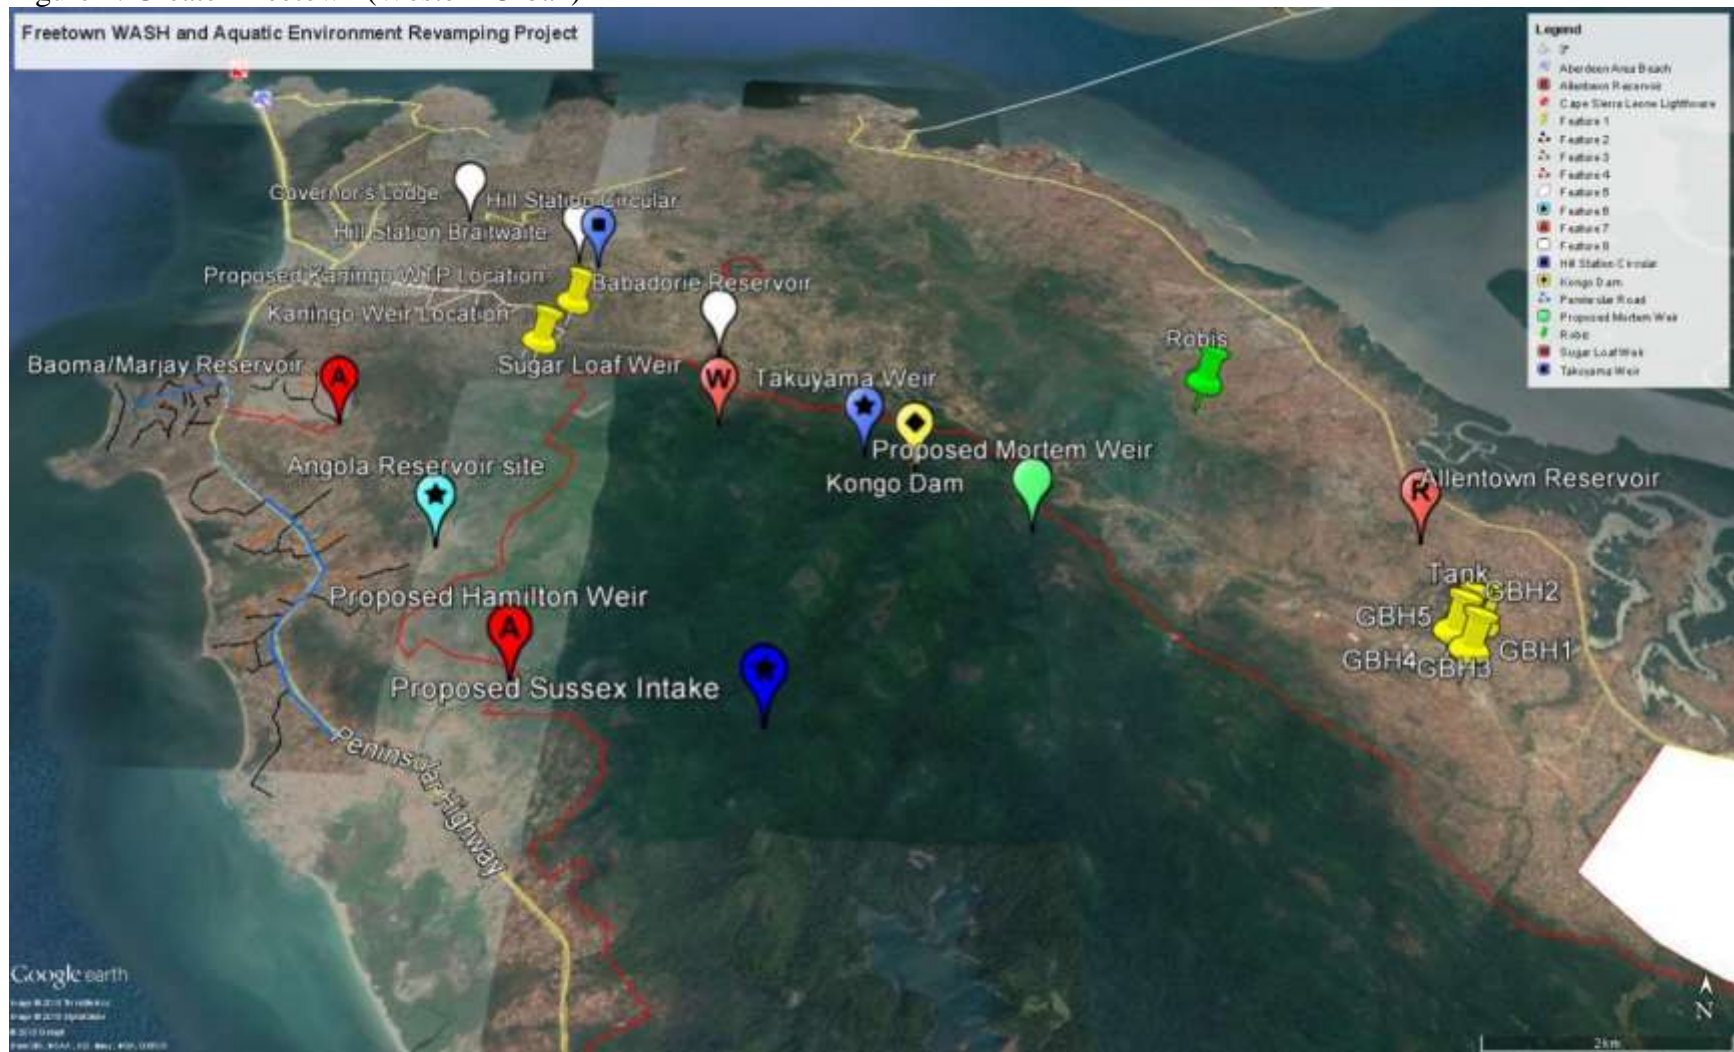 Freetown WASH and Aquatic Environment Revamping Project
Legend
3°
Aberdeen Area Beach
Allentown Reservoir
Cape Sierra Leone Lighthouse
Feature 1
Feature 2
Feature 3
Feature 4
Feature 5
Feature 6
Feature 7
Feature 8
Hill Station Circular
Kongo Dam
Peninsular Road
Proposed Mortem Weir
Robis
Sugar Loaf Weir
Takuyama Weir
Governor's Lodge
Hill Station Circular
Hill Station Braitwaite
Proposed Kaningo WTP Location
Babadorie Reservoir
Kaningo Weir Location
Robis
Baoma/Marjay Reservoir
A
Sugar Loaf Weir
W
Takuyama Weir
Proposed Mortem Weir
Angola Reservoir site
Kongo Dam
R
Allentown Reservoir
Tank
GBH2
GBH5
GBH1
GBH4
GBH3
Proposed Hamilton Weir
A
Proposed Sussex Intake
Peninsular Highway
Google earth
N
2 km